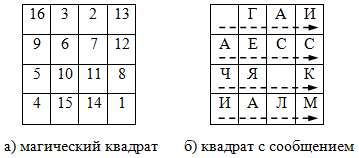 16 3 2 13
9 6 7 12
5 10 11 8
4 15 14 1
Г А И
А Е С С
Ч Я К
И А Л М
а) магический квадрат б) квадрат с сообщением